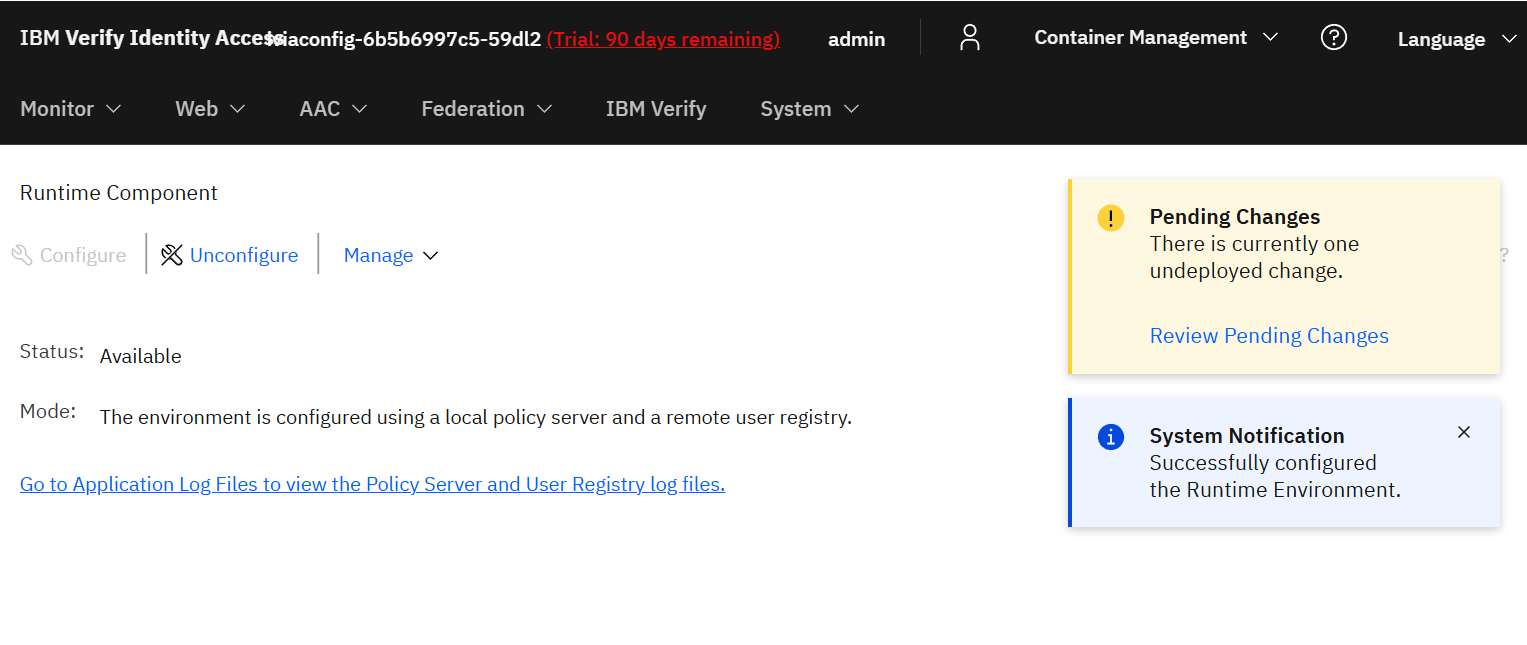 IBM Verify Identity Access
iviaconfig-6b5b6997c5-59dl2 (Trial: 90 days remaining)
admin
Container Management
?
Language
Monitor
Web
AAC
Federation
IBM Verify
System
Runtime Component
Configure
Unconfigure
Manage
?
Status: Available
Mode: The environment is configured using a local policy server and a remote user registry.
Go to Application Log Files to view the Policy Server and User Registry log files.
! Pending Changes
There is currently one
undeployed change.
Review Pending Changes
i System Notification
Successfully configured
the Runtime Environment.